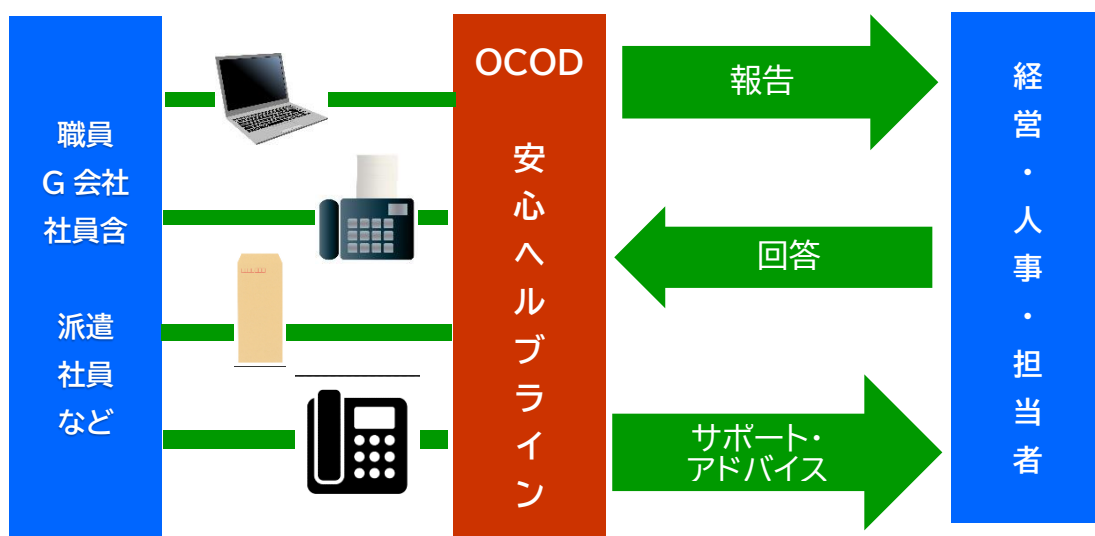 職員
G 会社
社員含
派遣
社員
など
OCOD
安心ヘルブライン
報告
回答
サポート・
アドバイス
経営・人事・担当者